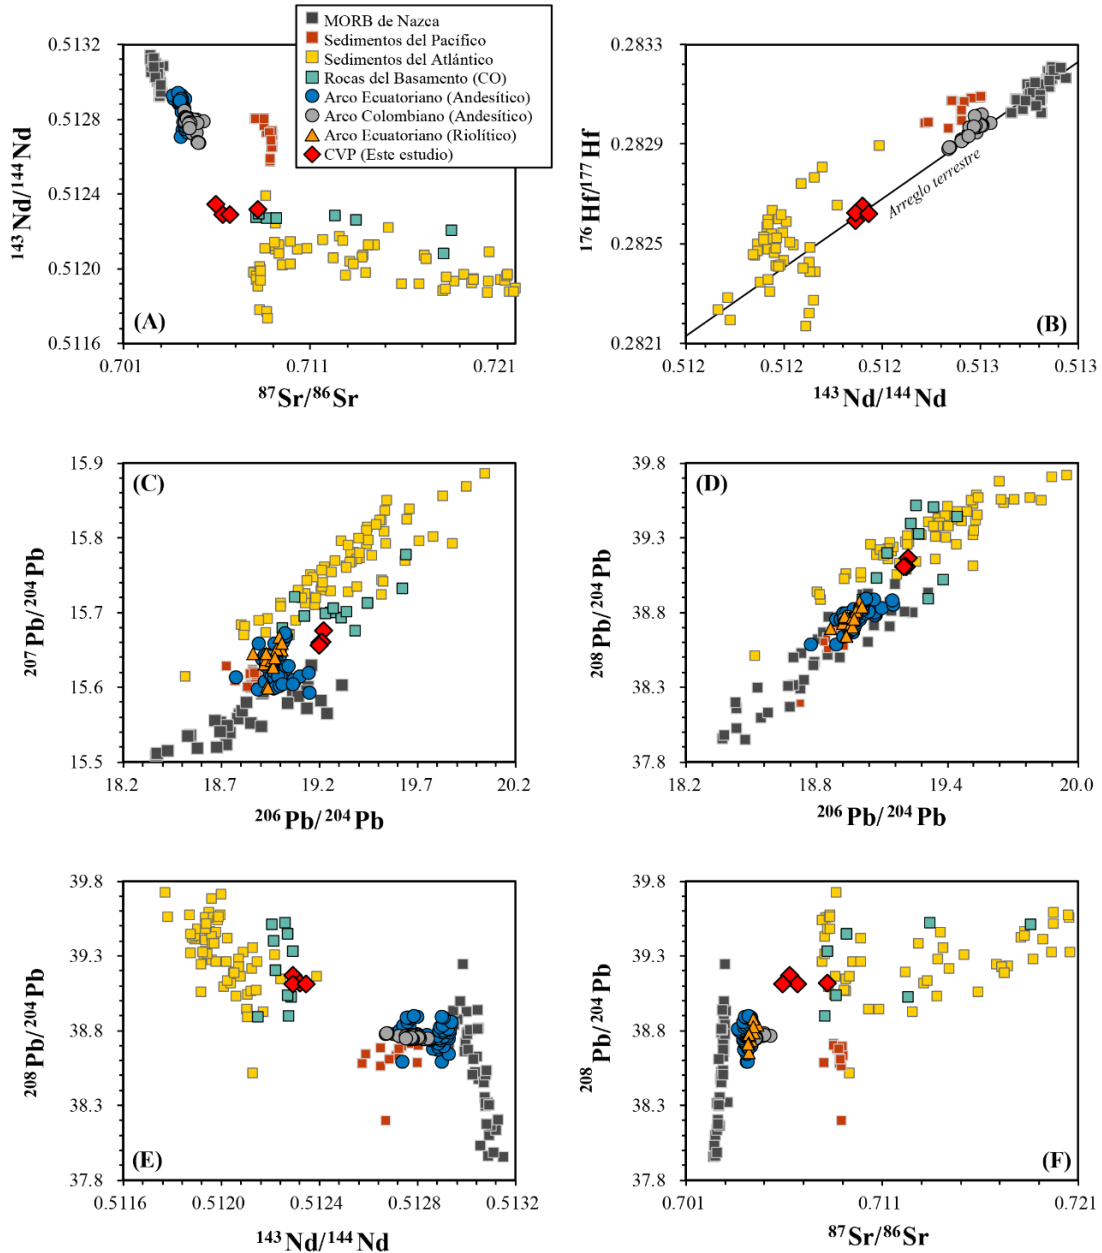 MORB de Nazca
Sedimentos del Pacífico
Sedimentos del Atlántico
Rocas del Basamento (CO)
Arco Ecuatoriano (Andesítico)
Arco Colombiano (Andesítico)
Arco Ecuatoriano (Riolítico)
CVP (Este estudio)
0.5132
0.5128
0.5124
0.5120
0.5116
143Nd/144Nd
(A)
0.701
0.711
0.721
87Sr/86Sr
0.2833
0.2829
0.2825
0.2821
176Hf/177Hf
Arreglo terrestre
(B)
0.512
0.512
0.512
0.513
0.513
143Nd/144Nd
15.9
15.8
15.7
15.6
15.5
207Pb/204Pb
(C)
18.2
18.7
19.2
19.7
20.2
206Pb/204Pb
39.8
39.3
38.8
38.3
37.8
208Pb/204Pb
(D)
18.2
18.8
19.4
20.0
206Pb/204Pb
39.8
39.3
38.8
38.3
37.8
208Pb/204Pb
(E)
0.5116
0.5120
0.5124
0.5128
0.5132
143Nd/144Nd
39.8
39.3
38.8
38.3
37.8
208Pb/204Pb
(F)
0.701
0.711
0.721
87Sr/86Sr